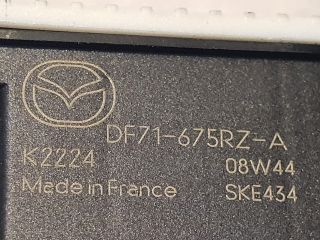 DF71-675RZ-A
K2224 08W44
Made in France SKE434